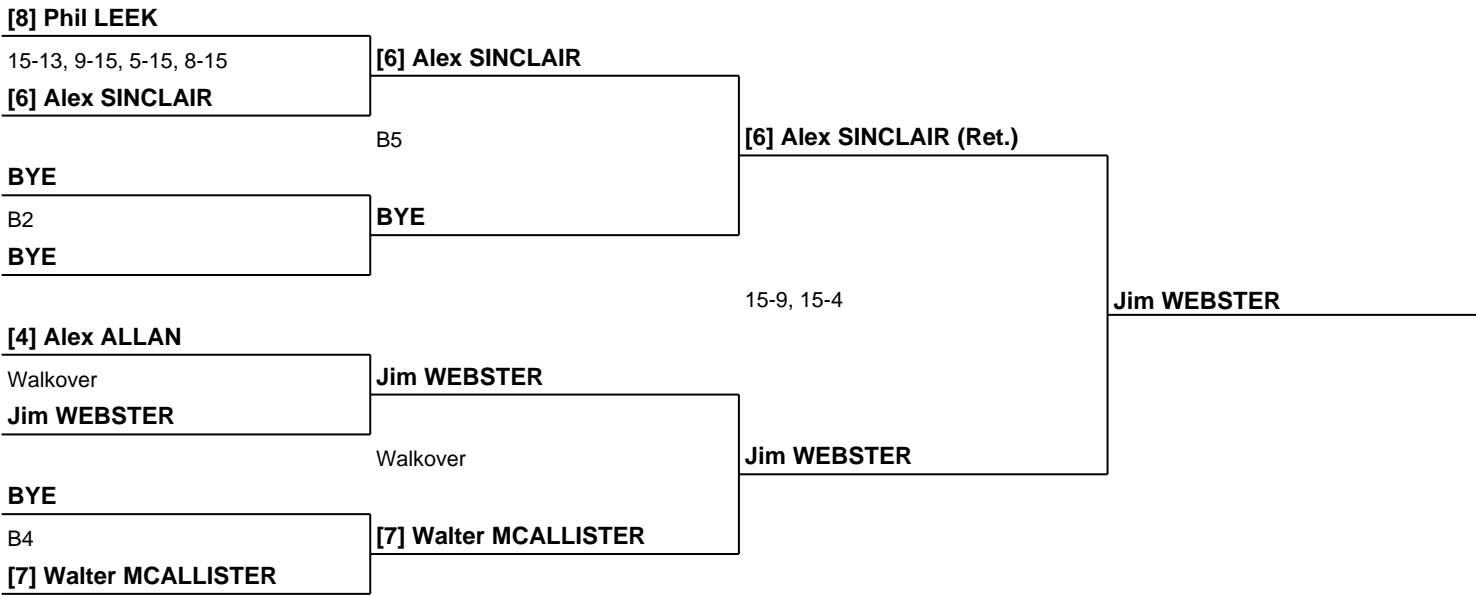 [8] Phil LEEK
15-13, 9-15, 5-15, 8-15
[6] Alex SINCLAIR
[6] Alex SINCLAIR
B5
[6] Alex SINCLAIR (Ret.)
BYE
B2
BYE
BYE
15-9, 15-4
Jim WEBSTER
[4] Alex ALLAN
Walkover
Jim WEBSTER
Jim WEBSTER
Walkover
Jim WEBSTER
BYE
B4
[7] Walter MCALLISTER
[7] Walter MCALLISTER